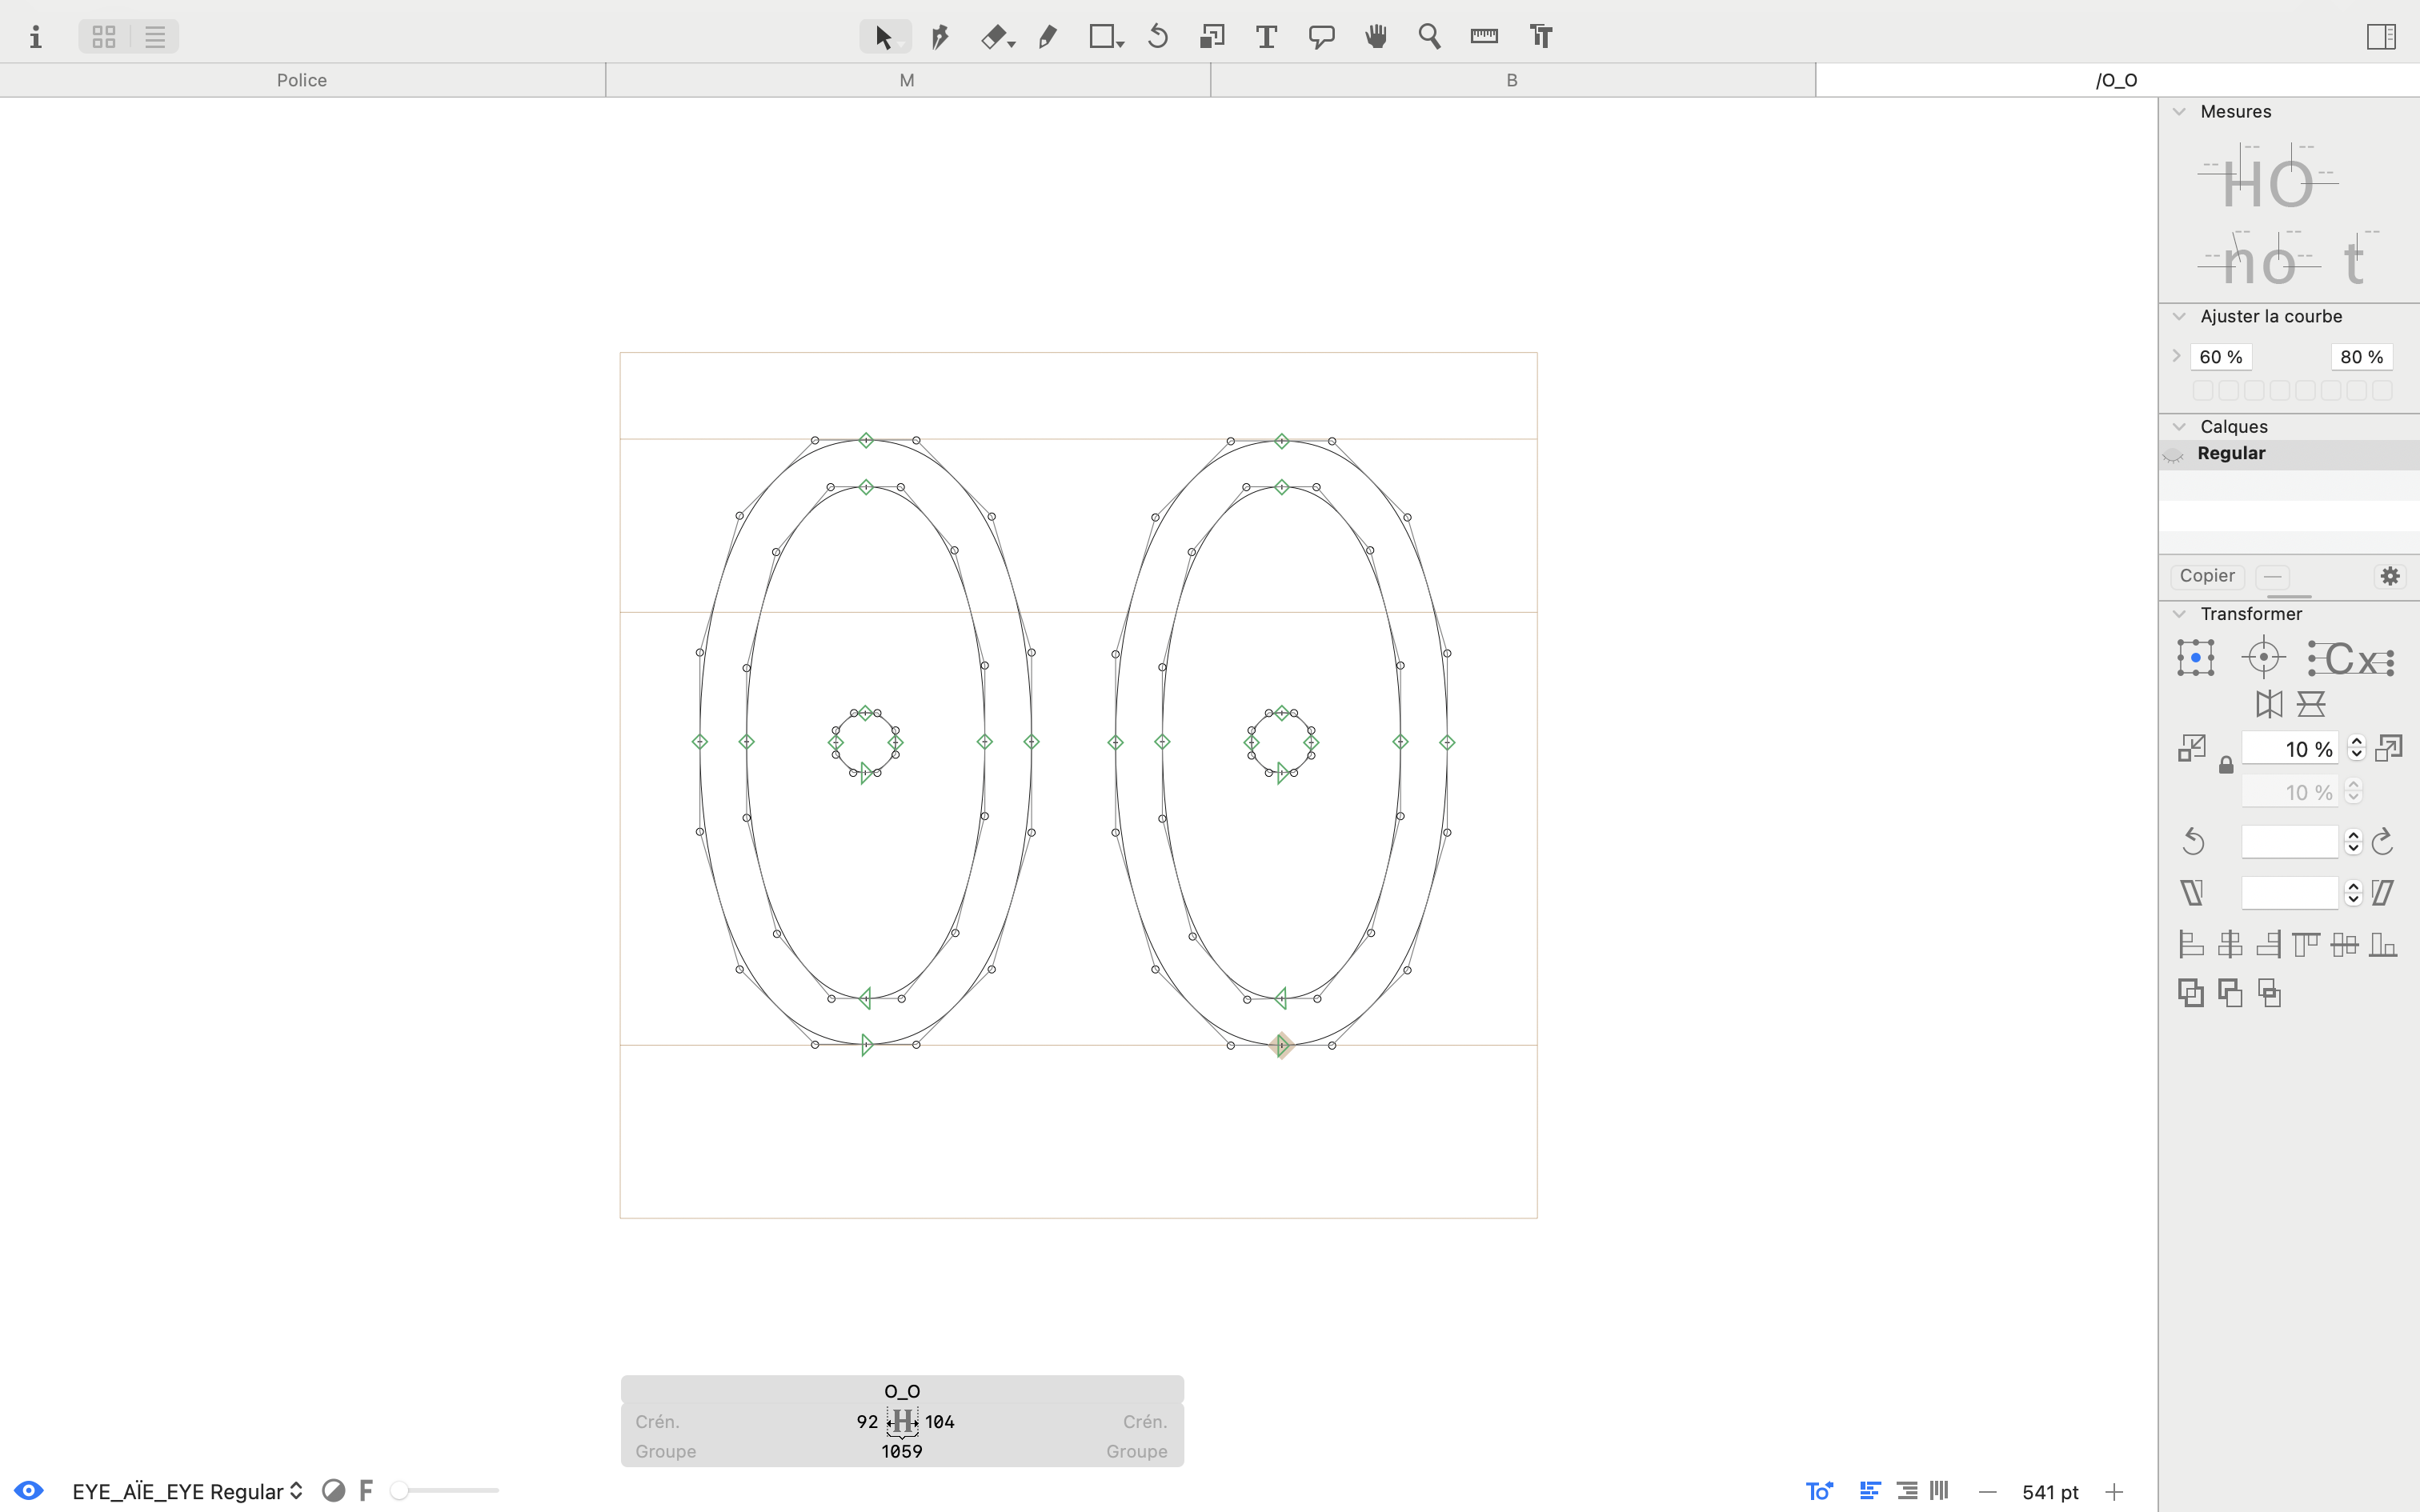 Police
M
B
/O_O
Mesures
HO
no t
Ajuster la courbe
60 %
80 %
Calques
Regular
Copier
Transformer
Cx
10 %
10 %
O_O
Crén.
92 H 104
Crén.
Groupe
1059
Groupe
EYE_AÏE_EYE Regular
F
To
541 pt